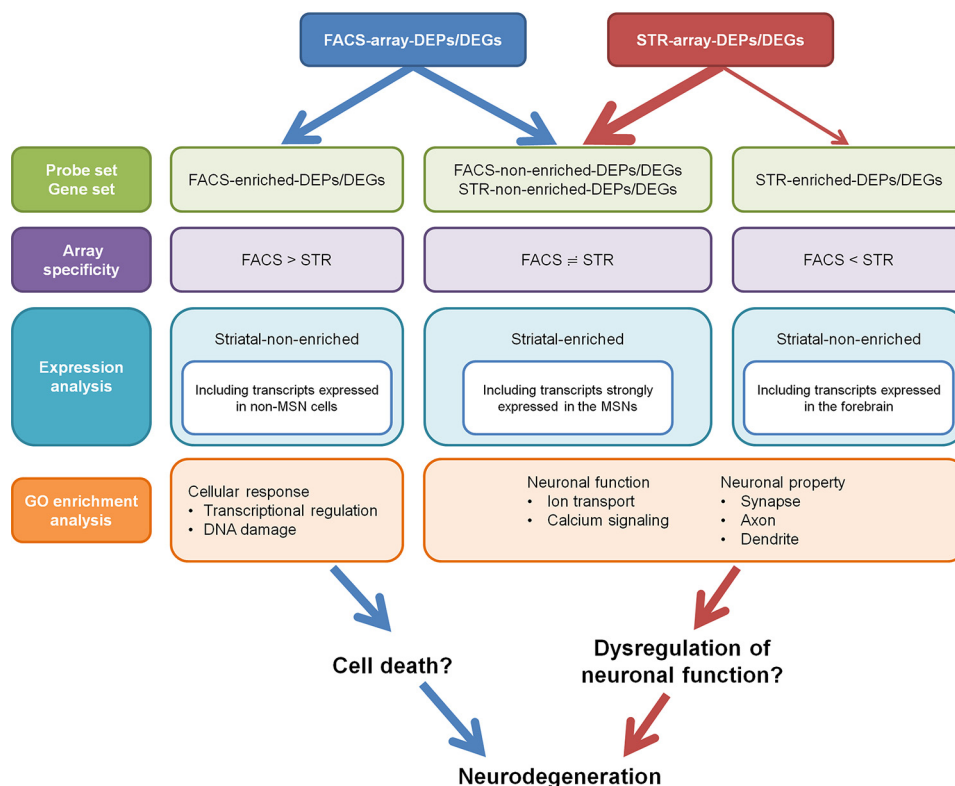 FACS-array-DEPs/DEGs
STR-array-DEPs/DEGs
Probe set
Gene set
FACS-enriched-DEPs/DEGs
FACS-non-enriched-DEPs/DEGs
STR-non-enriched-DEPs/DEGs
STR-enriched-DEPs/DEGs
Array
specificity
FACS > STR
FACS ≓ STR
FACS < STR
Expression
analysis
Striatal-non-enriched
Including transcripts expressed
in non-MSN cells
Striatal-enriched
Including transcripts strongly
expressed in the MSNs
Striatal-non-enriched
Including transcripts expressed
in the forebrain
GO enrichment
analysis
Cellular response
• Transcriptional regulation
• DNA damage
Neuronal function
• Ion transport
• Calcium signaling
Neuronal property
• Synapse
• Axon
• Dendrite
Cell death?
Dysregulation of
neuronal function?
Neurodegeneration